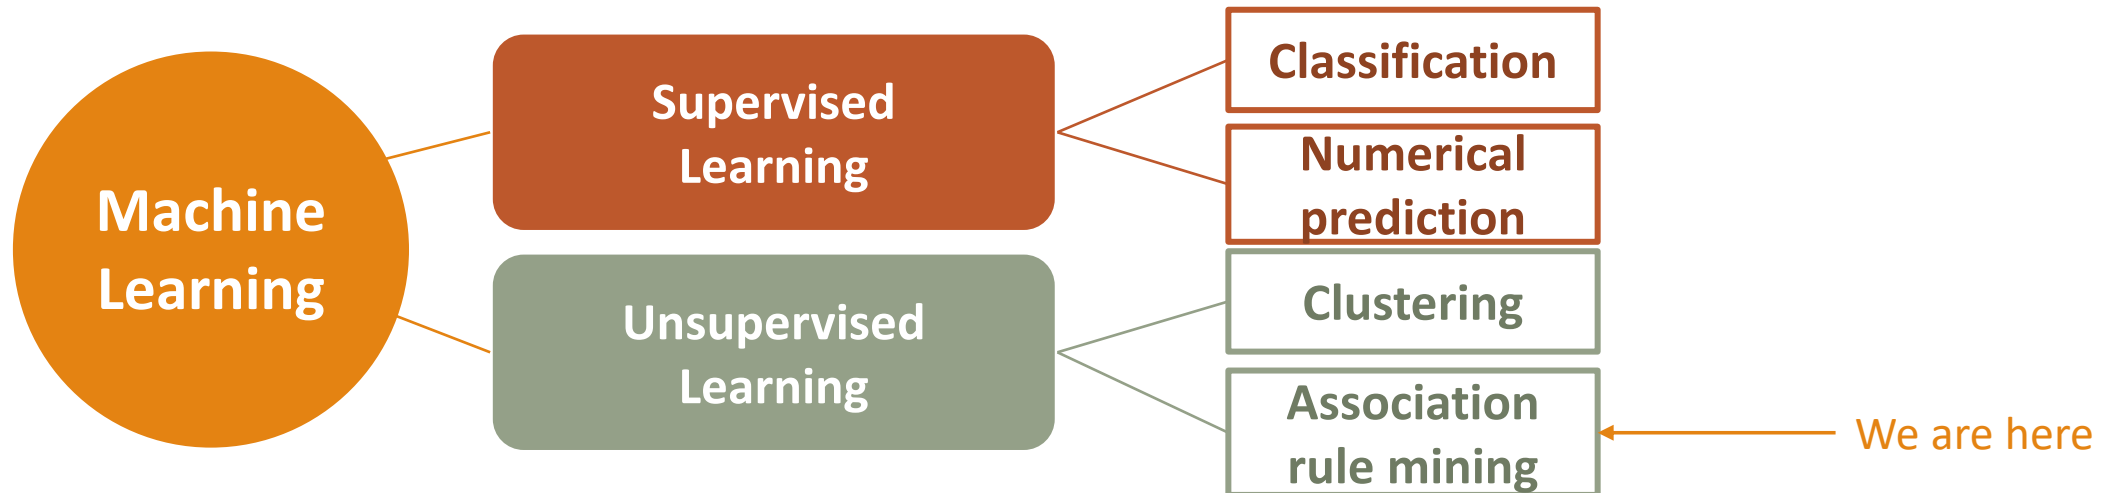 Machine
Learning
Supervised
Learning
Unsupervised
Learning
Classification
Numerical
prediction
Clustering
Association
rule mining
We are here